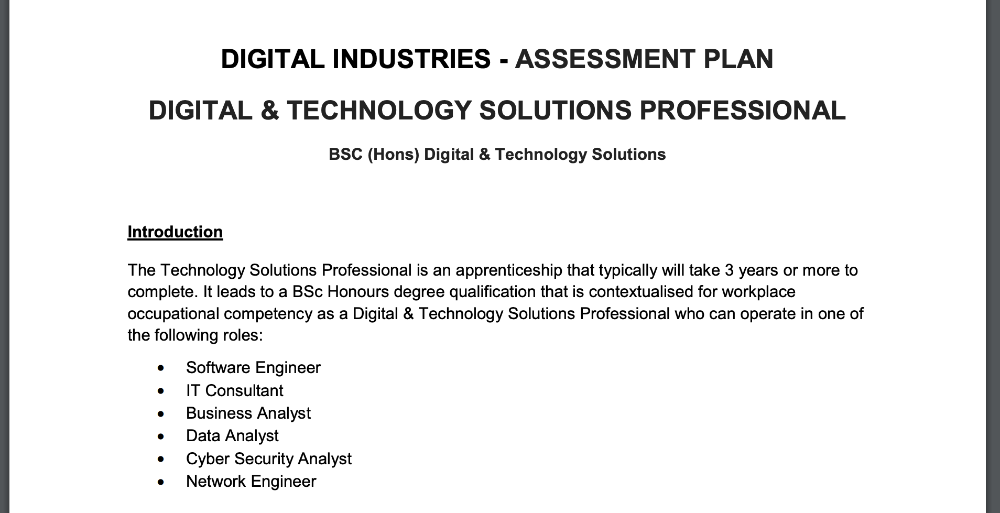 DIGITAL INDUSTRIES - ASSESSMENT PLAN
DIGITAL & TECHNOLOGY SOLUTIONS PROFESSIONAL
BSC (Hons) Digital & Technology Solutions
Introduction
The Technology Solutions Professional is an apprenticeship that typically will take 3 years or more to
complete. It leads to a BSc Honours degree qualification that is contextualised for workplace
occupational competency as a Digital & Technology Solutions Professional who can operate in one of
the following roles:
• Software Engineer
• IT Consultant
• Business Analyst
• Data Analyst
• Cyber Security Analyst
• Network Engineer